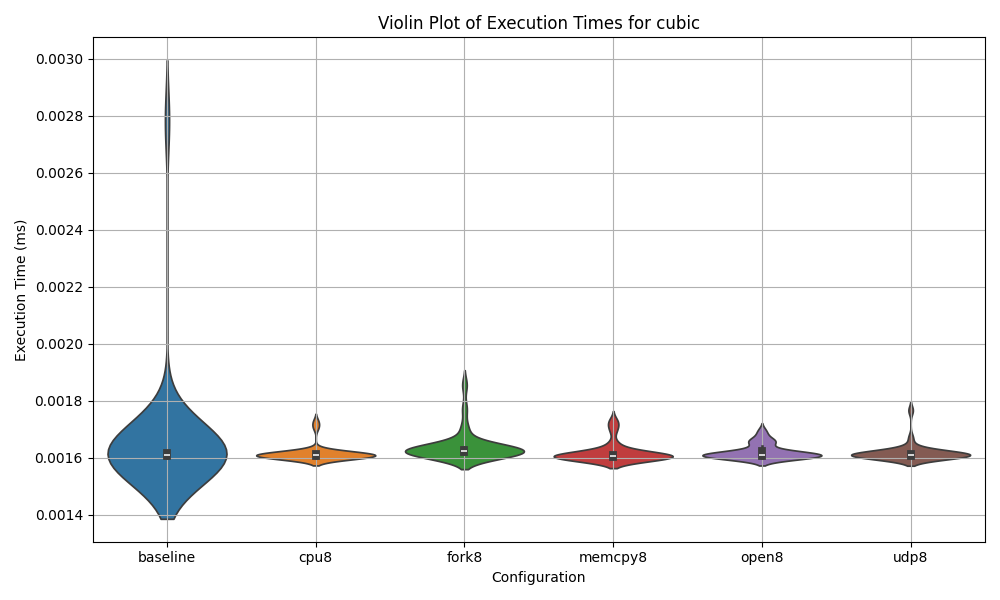 Violin Plot of Execution Times for cubic
Execution Time (ms)
0.0030
0.0028
0.0026
0.0024
0.0022
0.0020
0.0018
0.0016
0.0014
baseline cpu8 fork8 memcpy8 open8 udp8
Configuration